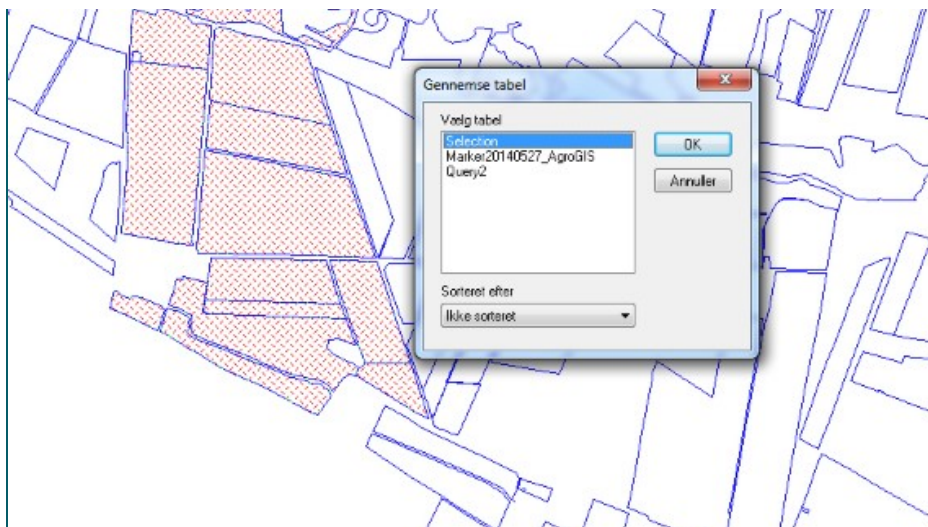 Gennemse tabel
Vælg tabel
Selection
Marker20140527_AgroGIS
Query2
OK
Annuller
Sorteret efter
Ikke sorteret